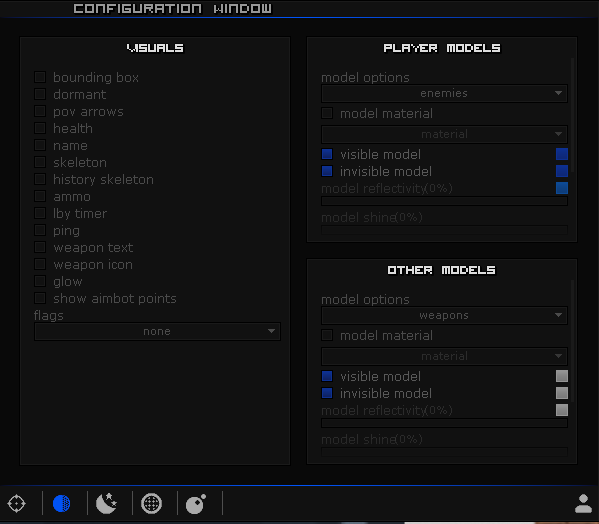 CONFIGURATION WINDOW
VISUALS
bounding box
dormant
pov arrows
health
name
skeleton
history skeleton
ammo
lby timer
ping
weapon text
weapon icon
glow
show aimbot points
flags
none
PLAYER MODELS
model options
enemies
model material
material
visible model
invisible model
model reflectivity(0%)
model shine(0%)
OTHER MODELS
model options
weapons
model material
material
visible model
invisible model
model reflectivity(0%)
model shine(0%)